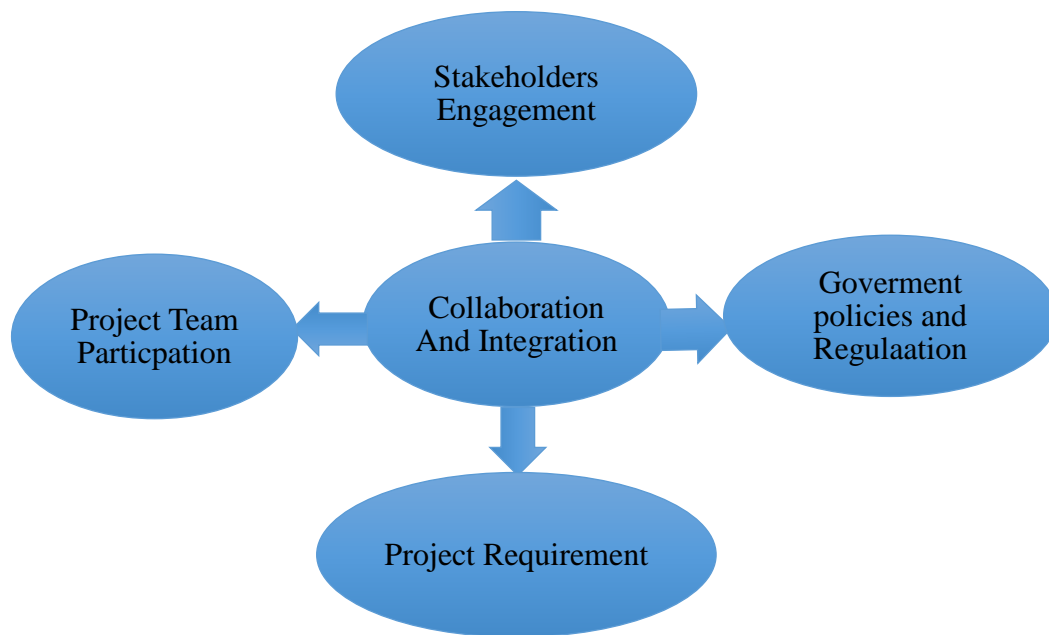 Stakeholders
Engagement
Project Team
Particpation
Collaboration
And Integration
Goverment
policies and
Regulaation
Project Requirement